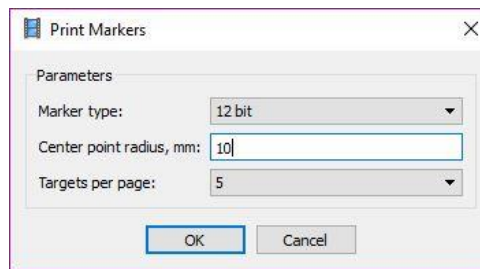 Print Markers
Parameters
Marker type: 12 bit
Center point radius, mm: 10
Targets per page: 5
OK Cancel